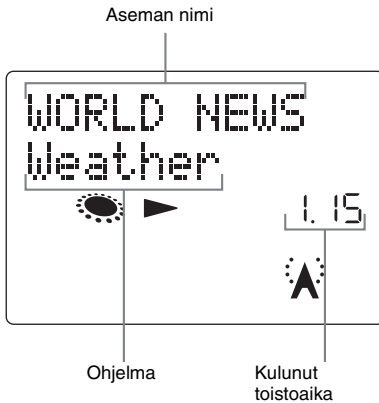 Aseman nimi
WORLD NEWS
Weather
1.15
Ohjelma
Kulunut
toistoaika